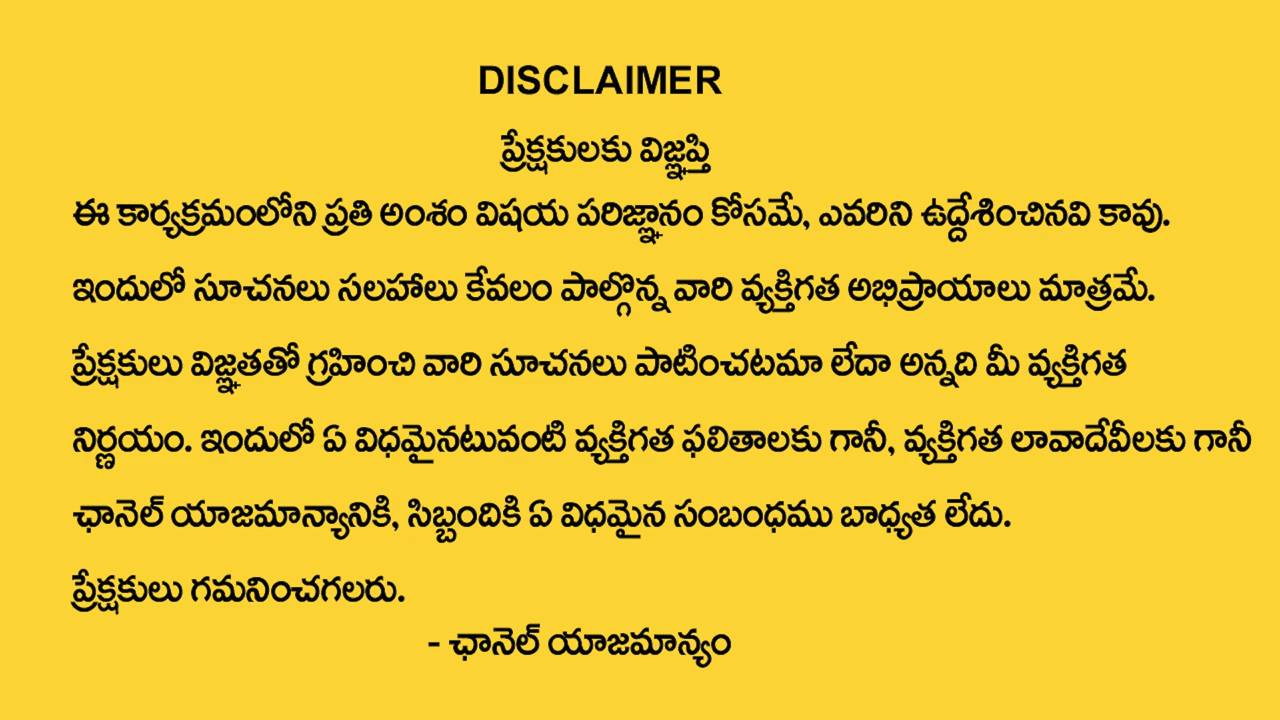 DISCLAIMER
ప్రేక్షకులకు విజ్ఞప్తి
ఈ కార్యక్రమంలోని ప్రతి అంశం విషయ పరిజ్ఞానం కోసమే, ఎవరిని ఉద్దేశించినవి కావు.
ఇందులో సూచనలు సలహాలు కేవలం పాల్గొన్న వారి వ్యక్తిగత అభిప్రాయాలు మాత్రమే.
ప్రేక్షకులు విజ్ఞతతో గ్రహించి వారి సూచనలు పాటించటమా లేదా అన్నది మీ వ్యక్తిగత
నిర్ణయం. ఇందులో ఏ విధమైనటువంటి వ్యక్తిగత ఫలితాలకు గానీ, వ్యక్తిగత లావాదేవీలకు గానీ
ఛానెల్ యాజమాన్యానికి, సిబ్బందికి ఏ విధమైన సంబంధము బాధ్యత లేదు.
ప్రేక్షకులు గమనించగలరు.
- ఛానెల్ యాజమాన్యం